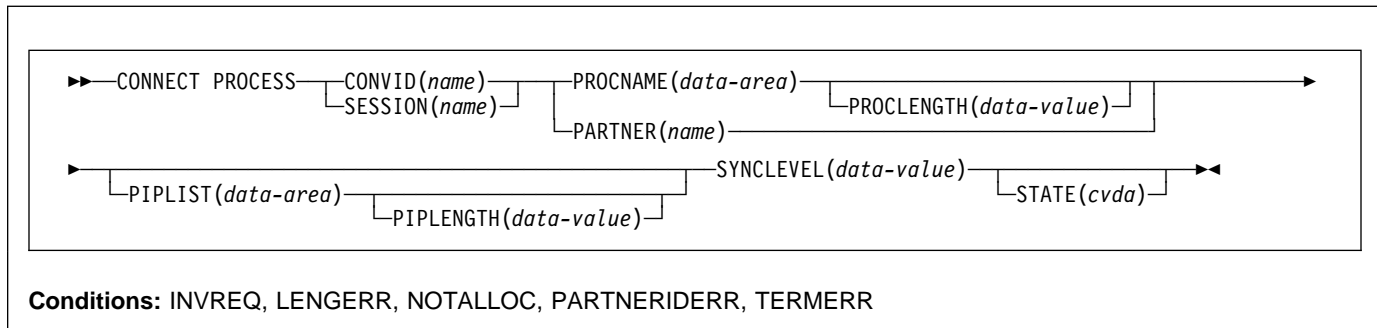 CONNECT PROCESS CONVID(name) PROCNAME(data-area)
SESSION(name) PROCLENGTH(data-value)
PARTNER(name)
SYNCLEVEL(data-value)
PIPLIST(data-area) STATE(cvda)
PIPLENGTH(data-value)
Conditions: INVREQ, LENGERR, NOTALLOC, PARTNERIDERR, TERMERR